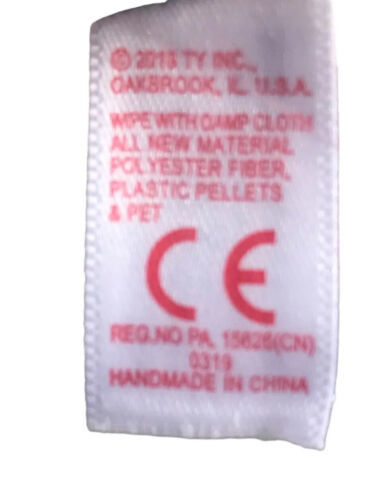 © 2015 TY INC.,
OAKBROOK, IL, U.S.A.
WIPE WITH DAMP CLOTH
ALL NEW MATERIAL
POLYESTER FIBER,
PLASTIC PELLETS
& PET
CE
REG.NO PA. 15626(CN)
0319
HANDMADE IN CHINA